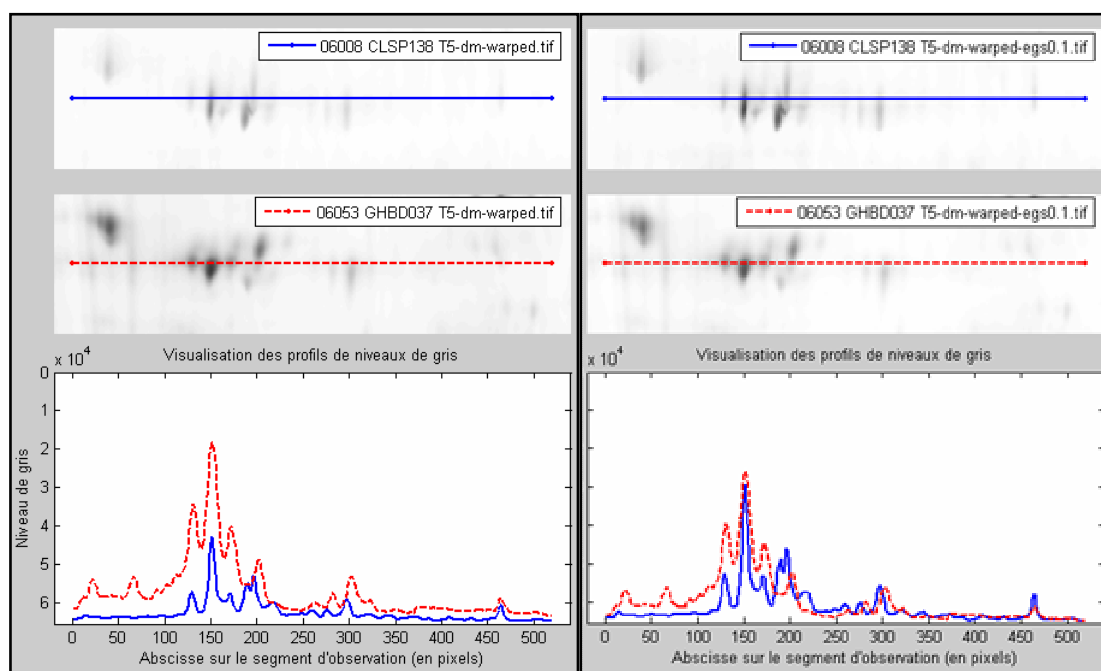 06008 CLSP138 T5-dm-warped.tif
06053 GHBD037 T5-dm-warped.tif
x 10^4
Visualisation des profils de niveaux de gris
0
1
2
3
4
5
6
Niveau de gris
0 50 100 150 200 250 300 350 400 450 500
Abscisse sur le segment d'observation (en pixels)
06008 CLSP138 T5-dm-warped-egs0.1.tif
06053 GHBD037 T5-dm-warped-egs0.1.tif
x 10^4
Visualisation des profils de niveaux de gris
0 50 100 150 200 250 300 350 400 450 500
Abscisse sur le segment d'observation (en pixels)